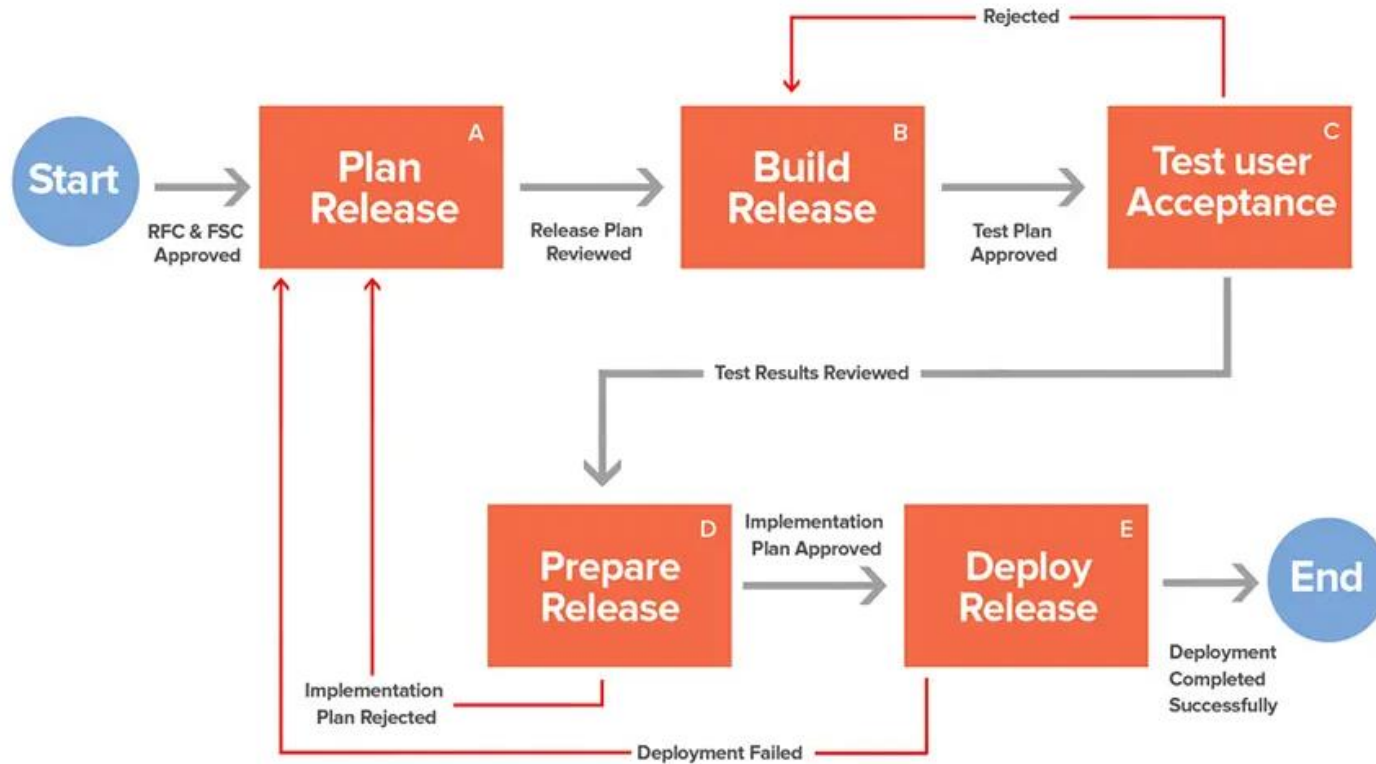 Rejected
Start
RFC & FSC
Approved
A
Plan
Release
Release Plan
Reviewed
B
Build
Release
Test Plan
Approved
C
Test user
Acceptance
Test Results Reviewed
D
Prepare
Release
Implementation
Plan Approved
E
Deploy
Release
End
Deployment
Completed
Successfully
Implementation
Plan Rejected
Deployment Failed